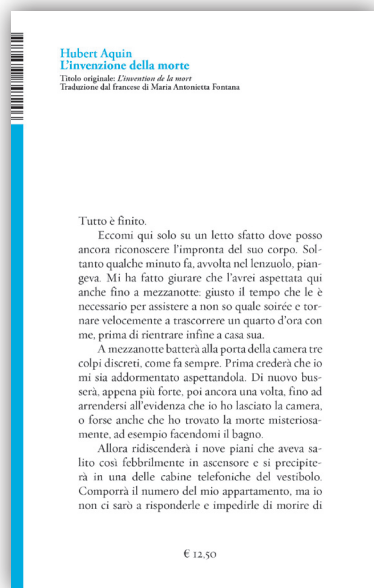 Hubert Aquin
L'invenzione della morte
Titolo originale: L'invention de la mort
Traduzione dal francese di Maria Antonietta Fontana
Tutto è finito.
Eccomi qui solo su un letto sfatto dove posso
ancora riconoscere l'impronta del suo corpo. Sol-
tanto qualche minuto fa, avvolta nel lenzuolo, pian-
geva. Mi ha fatto giurare che l'avrei aspettata qui
anche fino a mezzanotte: giusto il tempo che le è
necessario per assistere a non so quale soirée e tor-
nare velocemente a trascorrere un quarto d'ora con
me, prima di rientrare infine a casa sua.
A mezzanotte batterà alla porta della camera tre
colpi discreti, come fa sempre. Prima crederà che io
mi sia addormentato aspettandola. Di nuovo bus-
serà, appena più forte, poi ancora una volta, fino ad
arrendersi all'evidenza che io ho lasciato la camera,
o forse anche che ho trovato la morte misteriosa-
mente, ad esempio facendomi il bagno.
Allora ridiscenderà i nove piani che aveva sa-
lito così febbrilmente in ascensore e si precipite-
rà in una delle cabine telefoniche del vestibolo.
Comporrà il numero del mio appartamento, ma io
non ci sarò a risponderle e impedirle di morire di
€ 12,50